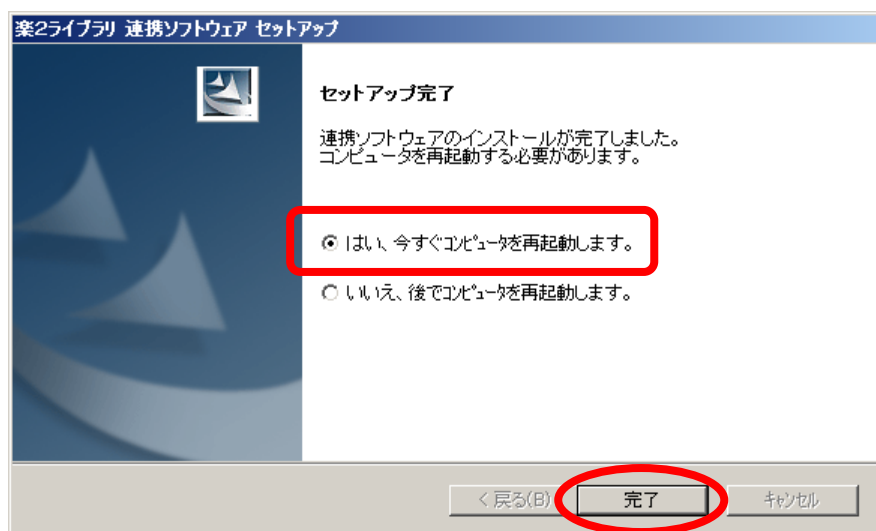 楽2ライブラリ 連携ソフトウェア セットアップ
セットアップ完了
連携ソフトウェアのインストールが完了しました。
コンピュータを再起動する必要があります。
はい、今すぐコンピュータを再起動します。
いいえ、後でコンピュータを再起動します。
< 戻る(B)
完了
キャンセル